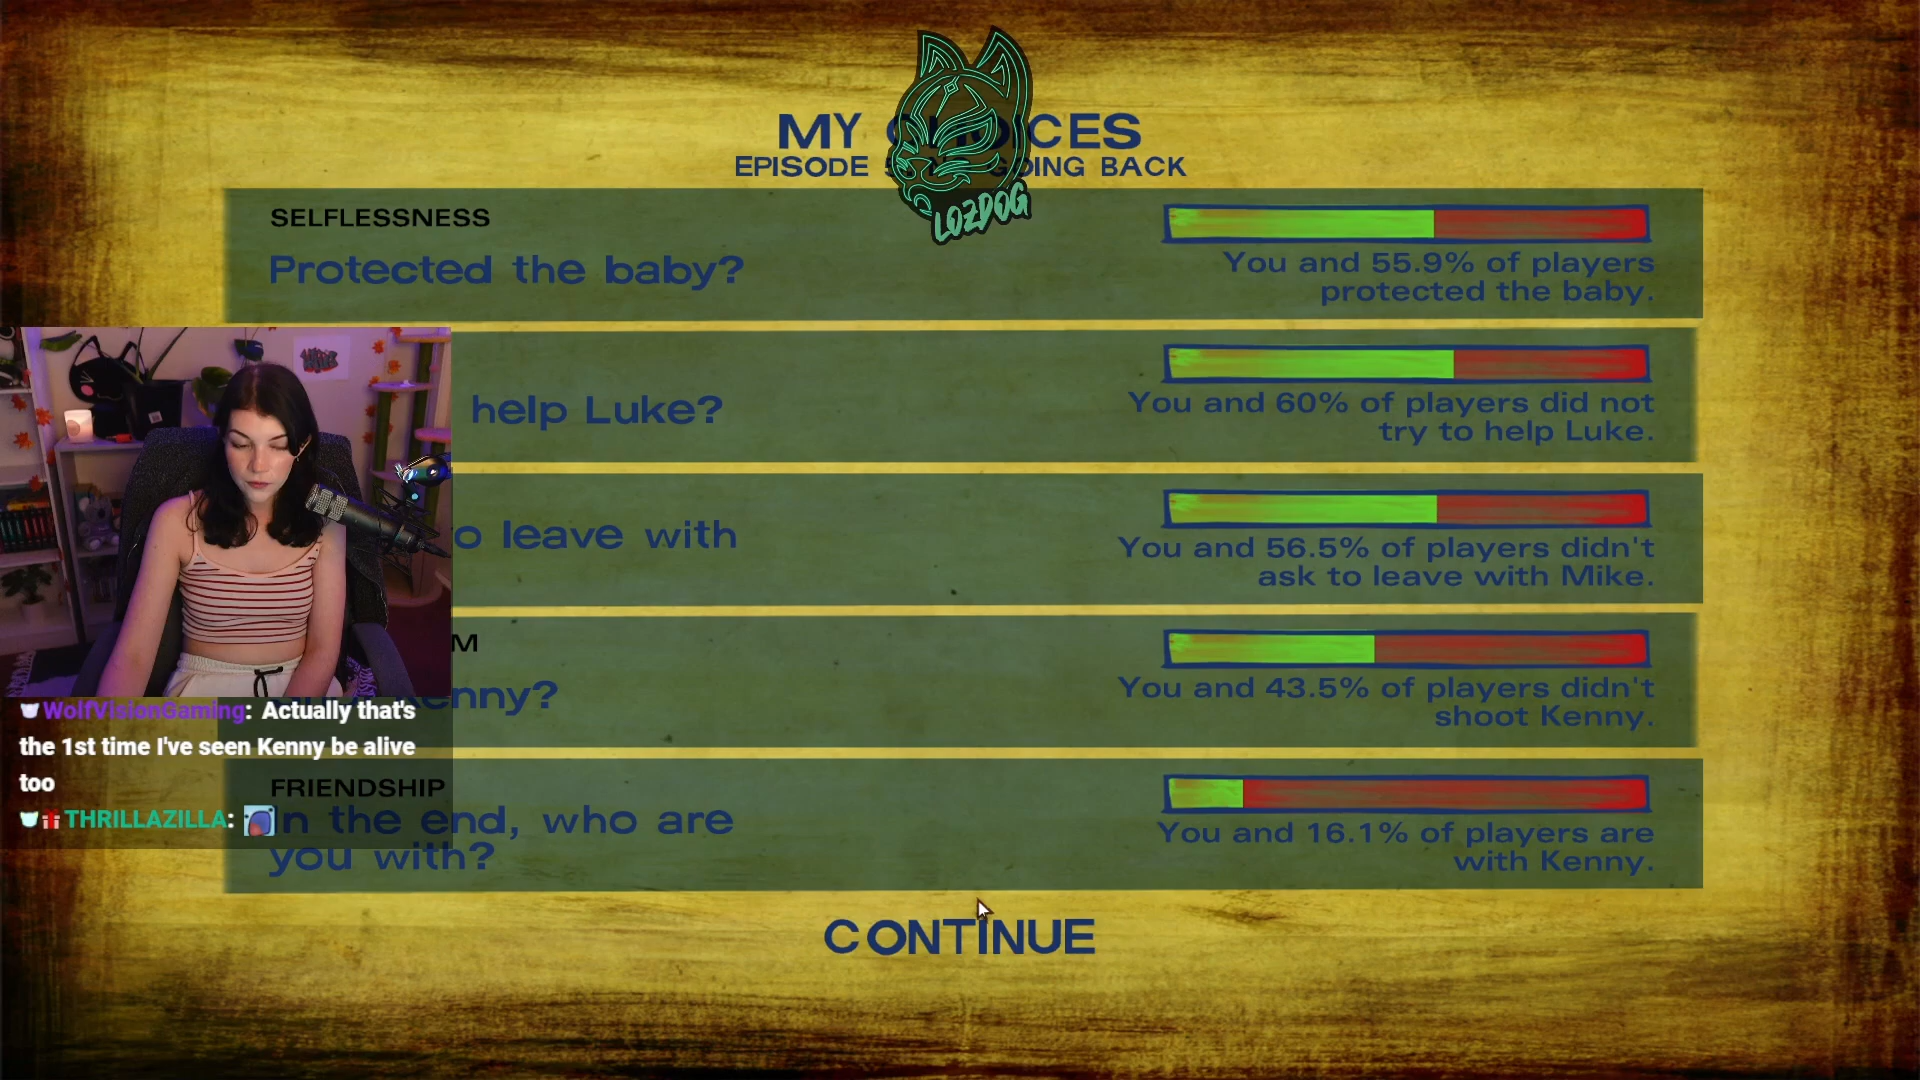 MY CHOICES
EPISODE GOING BACK
LOZDOG
SELFLESSNESS
Protected the baby?
You and 55.9% of players
protected the baby.
help Luke?
You and 60% of players did not
try to help Luke.
o leave with
You and 56.5% of players didn't
ask to leave with Mike.
M
Kenny?
You and 43.5% of players didn't
shoot Kenny.
FRIENDSHIP
In the end, who are
you with?
You and 16.1% of players are
with Kenny.
WolfVisionGaming: Actually that's
the 1st time I've seen Kenny be alive
too
THRILLAZILLA:
CONTINUE